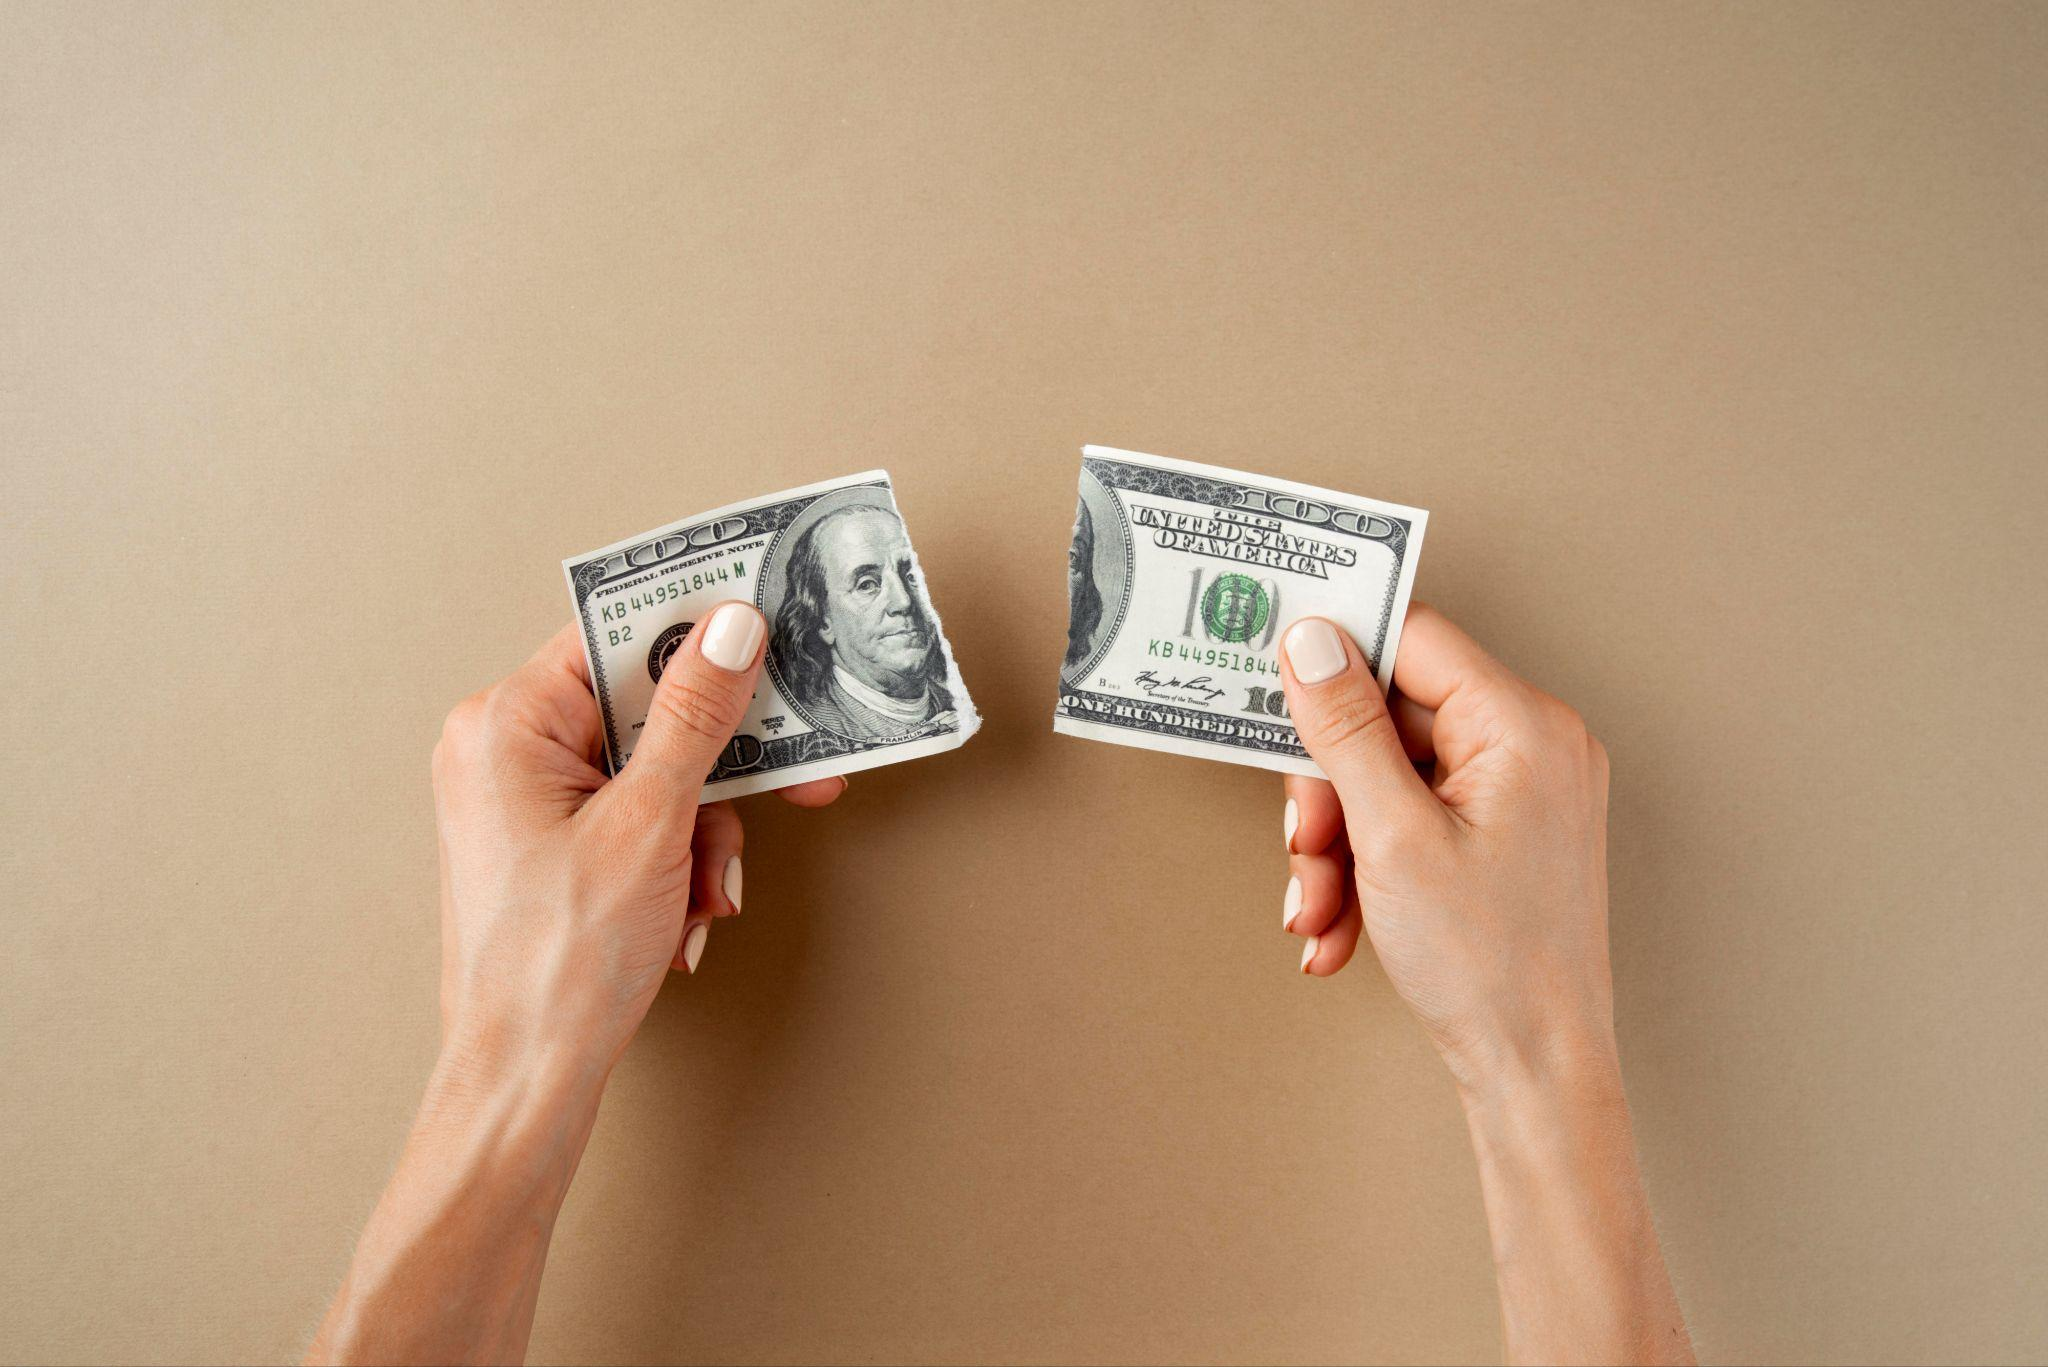 100
FEDERAL RESERVE NOTE
KB 44951844 M
B2
SERIES
2006
A
FRANKLIN
100
THE
UNITED STATES
OF AMERICA
100
KB 44951844
Secretary of the Treasury
ONE HUNDRED DOLL